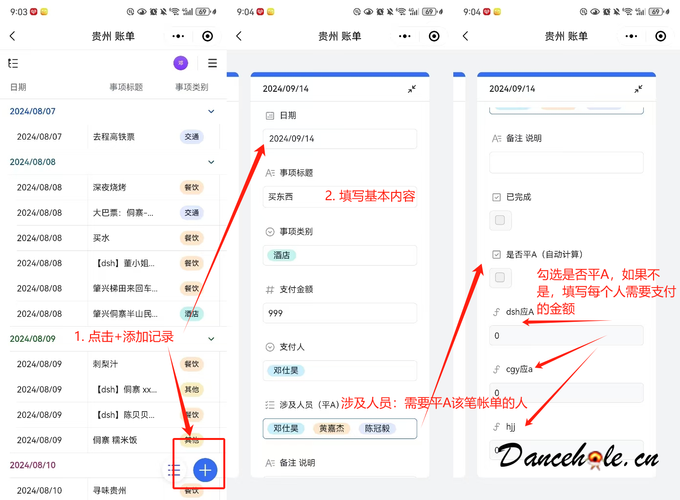 9:03
69
贵州 账单
日期 事项标题 事项类别
2024/08/07
2024/08/07 去程高铁票 交通
2024/08/08
2024/08/08 深夜烧烤 餐饮
2024/08/08 大巴票：侗寨-... 交通
2024/08/08 买水 餐饮
2024/08/08 【dsh】董小姐... 餐饮
2024/08/08 肇兴梯田来回车... 餐饮
2024/08/08 肇兴侗寨半山民... 酒店
2024/08/09
1. 点击+添加记录
2024/08/09 刺梨汁 餐饮
2024/08/09 【dsh】侗寨 xx... 其他
2024/08/09 【dsh】陈贝贝... 餐饮
2024/08/09 侗寨 糯米饭 其他
2024/08/10
2024/08/10 寻味贵州 餐饮
9:04
69
贵州 账单
2024/09/14
日期
2024/09/14
事项标题
买东西
2. 填写基本内容
事项类别
酒店
支付金额
999
支付人
邓仕昊
涉及人员（平A）
涉及人员：需要平A该笔帐单的人
邓仕昊 黄嘉杰 陈冠毅
备注 说明
9:04
69
贵州 账单
2024/09/14
备注 说明
已完成
是否平A（自动计算）
勾选是否平A，如果不
是，填写每个人需要支付
的金额
dsh应A
0
cgy应a
0
hjj
0
Dancehole.cn